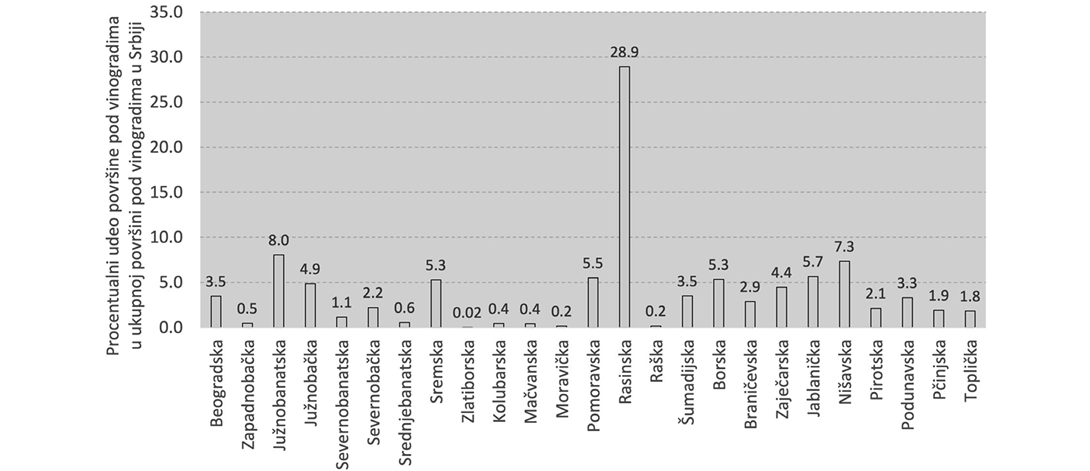 Procentualni udeo površine pod vinogradima
u ukupnoj površini pod vinogradima u Srbiji
35.0
30.0
25.0
20.0
15.0
10.0
5.0
0.0
3.5
0.5
8.0
4.9
1.1
2.2
0.6
5.3
0.02
0.4
0.4
0.2
5.5
28.9
0.2
3.5
5.3
2.9
4.4
5.7
7.3
2.1
3.3
1.9
1.8
Beogradska
Zapadnobačka
Južnobanatska
Južnobačka
Severnobanatska
Severnobačka
Srednjebanatska
Sremska
Zlatiborska
Kolubarska
Mačvanska
Moravička
Pomoravska
Rasinska
Raška
Šumadijska
Borska
Braničevska
Zaječarska
Jablanička
Nišavska
Pirotska
Podunavska
Pčinjska
Toplička